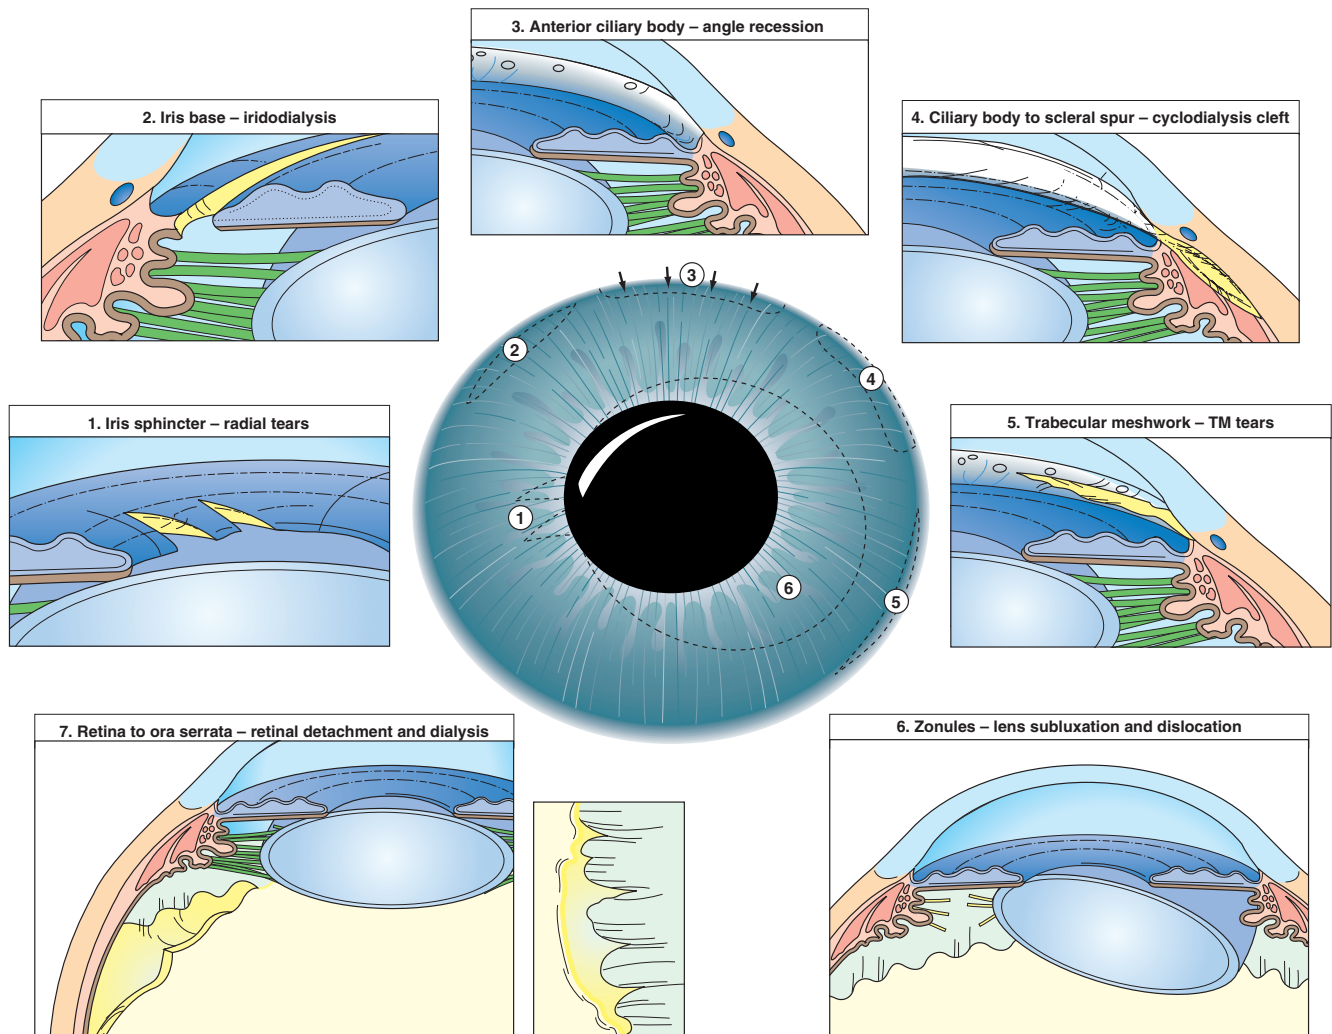 3. Anterior ciliary body – angle recession
2. Iris base – iridodialysis
4. Ciliary body to scleral spur – cyclodialysis cleft
3
2
4
1. Iris sphincter – radial tears
5. Trabecular meshwork – TM tears
1
6
5
7. Retina to ora serrata – retinal detachment and dialysis
6. Zonules – lens subluxation and dislocation